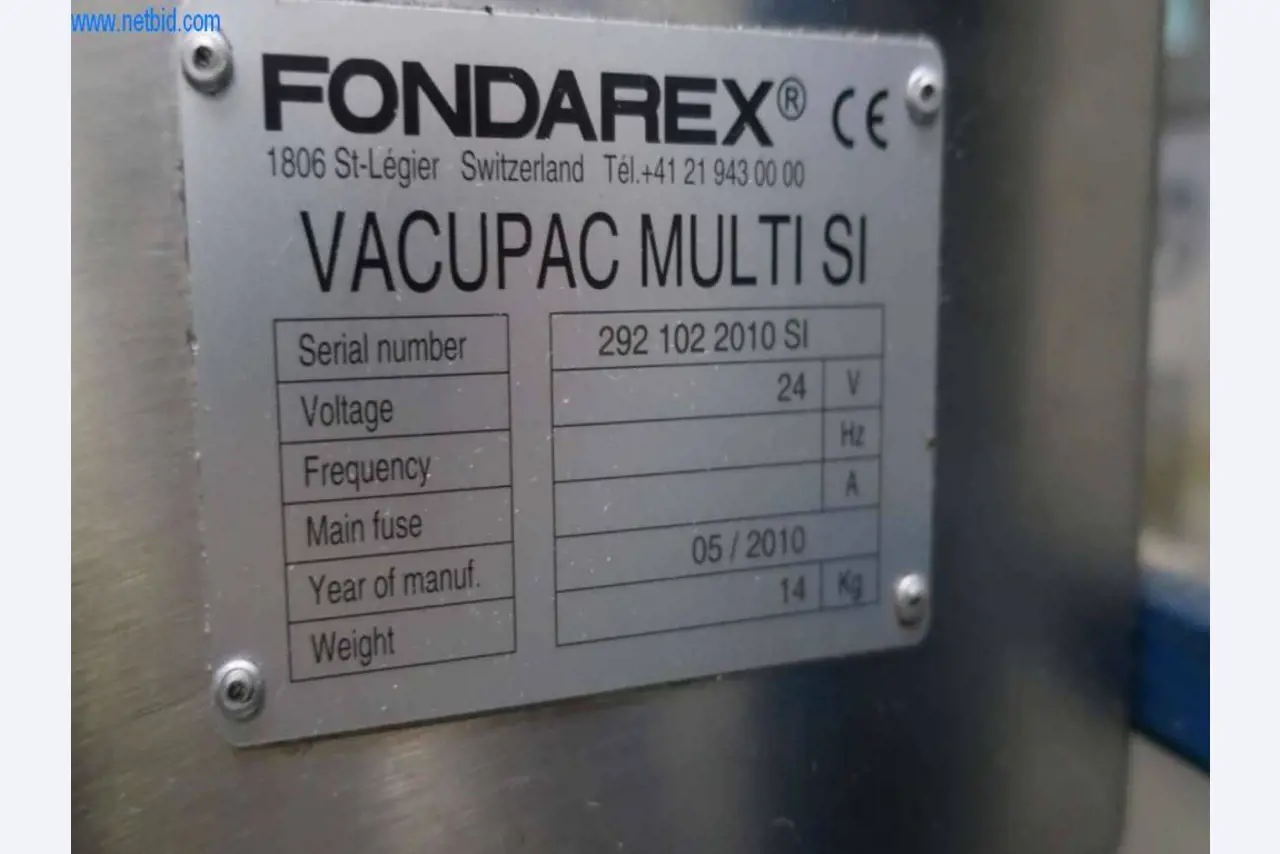 www.netbid.com
FONDAREX® CE
1806 St-Légier Switzerland Tél.+41 21 943 00 00
VACUPAC MULTI SI
Serial number 292 102 2010 SI
Voltage 24 V
Frequency Hz
Main fuse A
Year of manuf. 05 / 2010
Weight 14 Kg